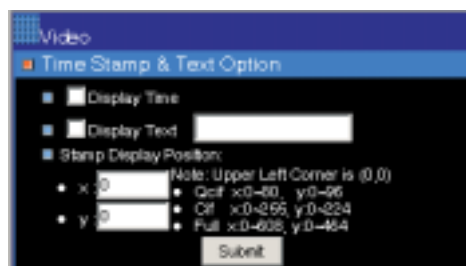 Video
Time Stamp & Text Option
Display Time
Display Text
Stamp Display Position:
Note: Upper Left Corner is (0,0)
x: 0
Qcif x:0~80, y:0~96
Cif x:0~256, y:0~224
y: 0
Full x:0~608, y:0~464
Submit